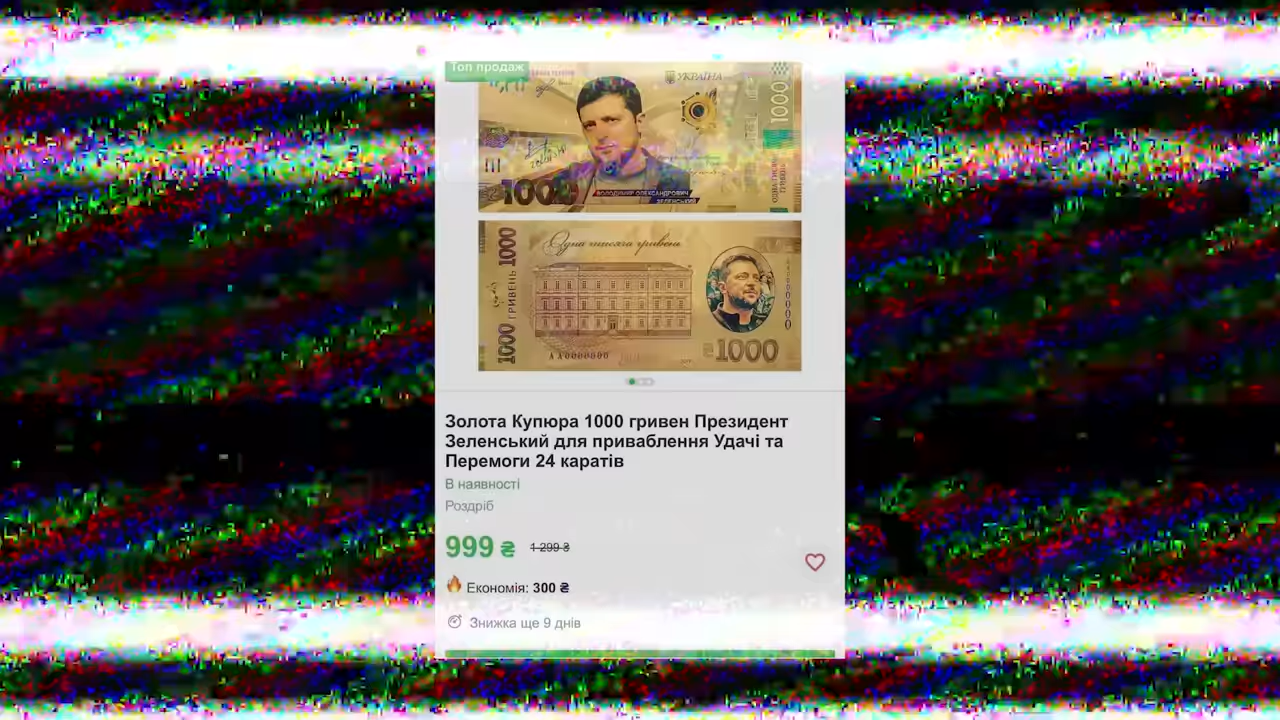 Топ продаж
УКРАЇНА
1000
1000
ВОЛОДИМИР ОЛЕКСАНДРОВИЧ
ЗЕЛЕНСЬКИЙ
Одна тисяча гривень
1000 ГРИВЕНЬ 1000
АА0000000
₴1000
Золота Купюра 1000 гривен Президент
Зеленський для приваблення Удачі та
Перемоги 24 каратів
В наявності
Роздріб
999 ₴ 1 299 ₴
Економія: 300 ₴
Знижка ще 9 днів